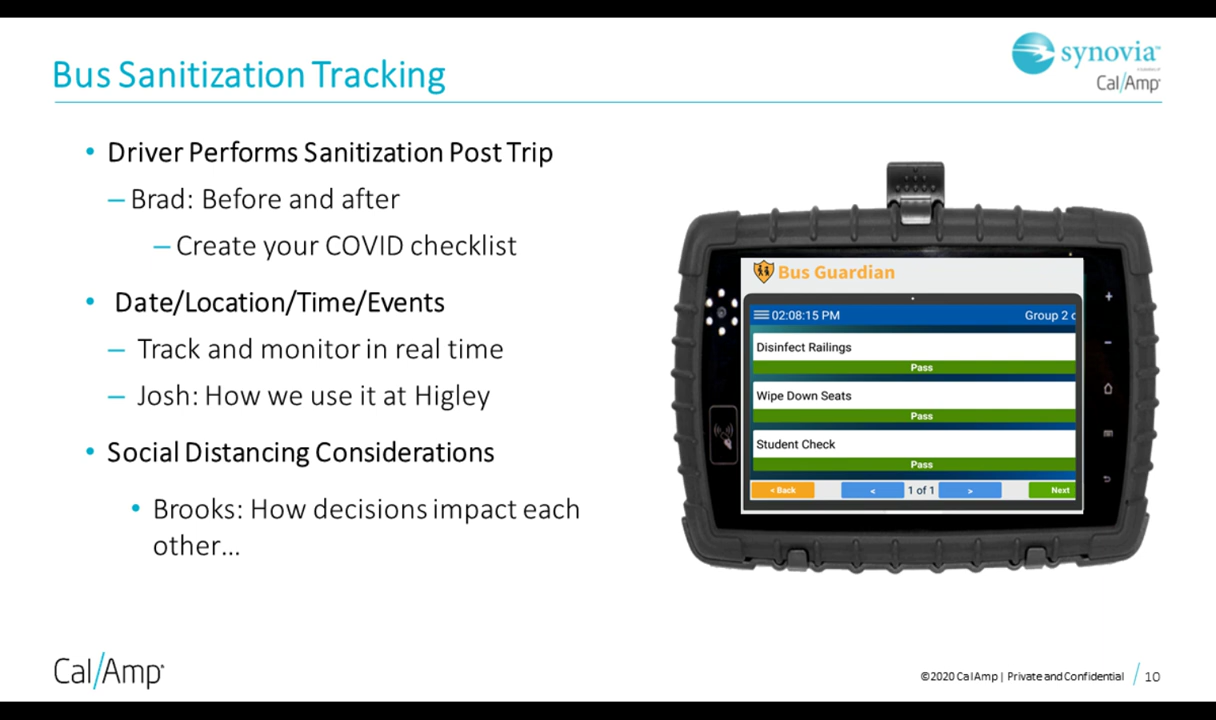 Bus Sanitization Tracking
synovia
Cal/Amp
• Driver Performs Sanitization Post Trip
– Brad: Before and after
– Create your COVID checklist
• Date/Location/Time/Events
– Track and monitor in real time
– Josh: How we use it at Higley
• Social Distancing Considerations
• Brooks: How decisions impact each
other...
Bus Guardian
02:08:15 PM Group 2 o
Disinfect Railings
Pass
Wipe Down Seats
Pass
Student Check
Pass
< Back < 1 of 1 > Next
Cal/Amp
©2020 CalAmp | Private and Confidential / 10